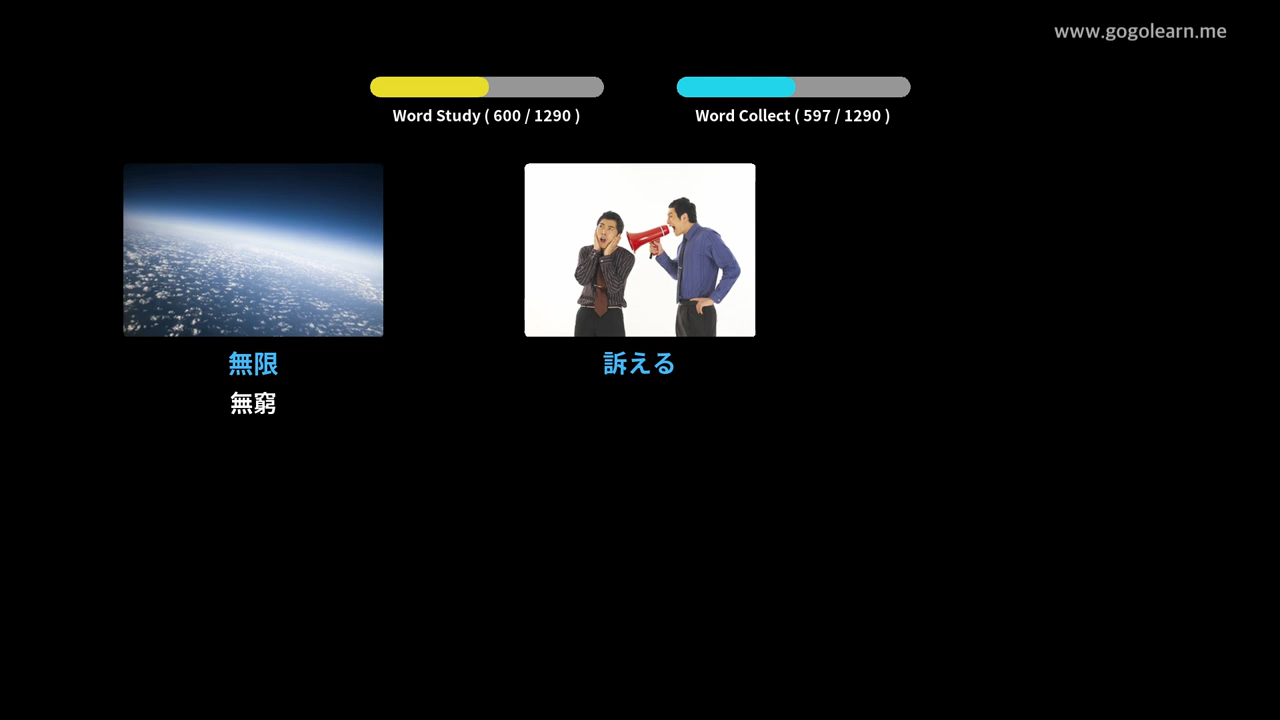 www.gogolearn.me
Word Study ( 600 / 1290 )
Word Collect ( 597 / 1290 )
無限
無窮
訴える